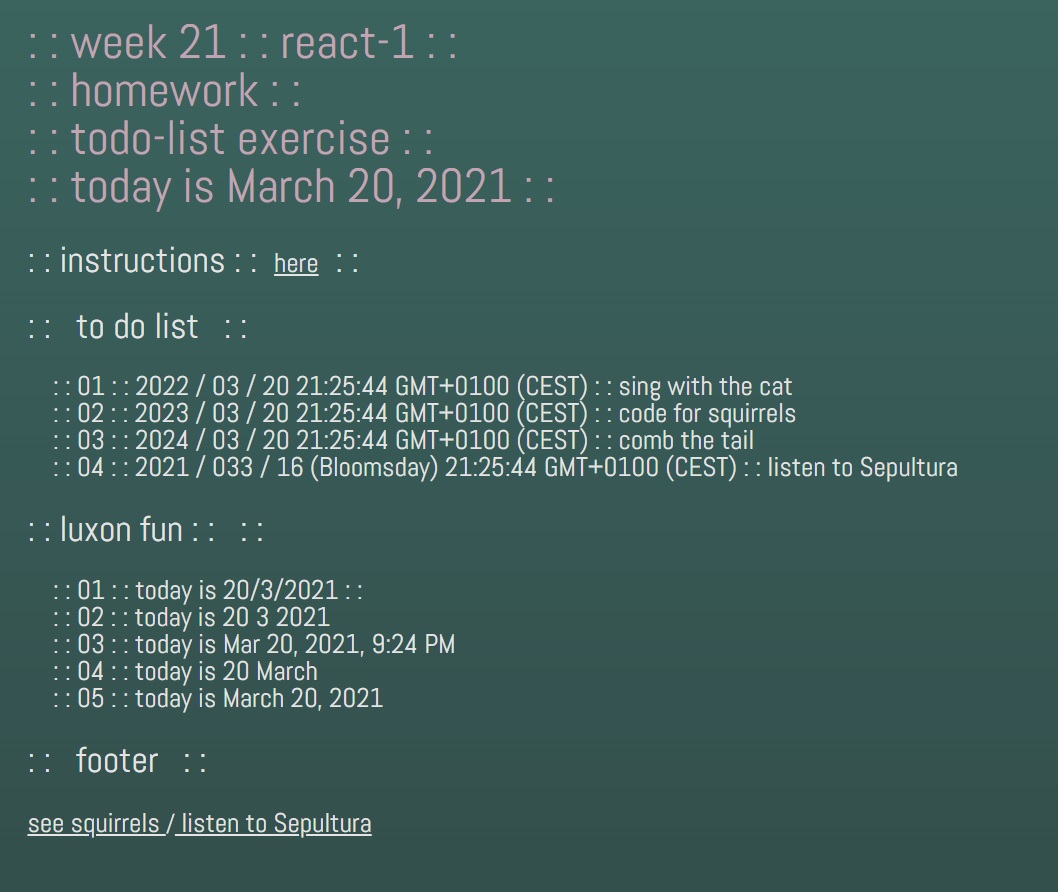 : : week 21 : : react-1 : :
: : homework : :
: : todo-list exercise : :
: : today is March 20, 2021 : :
: : instructions : : here : :
: : to do list : :
: : 01 : : 2022 / 03 / 20 21:25:44 GMT+0100 (CEST) : : sing with the cat
: : 02 : : 2023 / 03 / 20 21:25:44 GMT+0100 (CEST) : : code for squirrels
: : 03 : : 2024 / 03 / 20 21:25:44 GMT+0100 (CEST) : : comb the tail
: : 04 : : 2021 / 033 / 16 (Bloomsday) 21:25:44 GMT+0100 (CEST) : : listen to Sepultura
: : luxon fun : : : :
: : 01 : : today is 20/3/2021 : :
: : 02 : : today is 20 3 2021
: : 03 : : today is Mar 20, 2021, 9:24 PM
: : 04 : : today is 20 March
: : 05 : : today is March 20, 2021
: : footer : :
see squirrels / listen to Sepultura